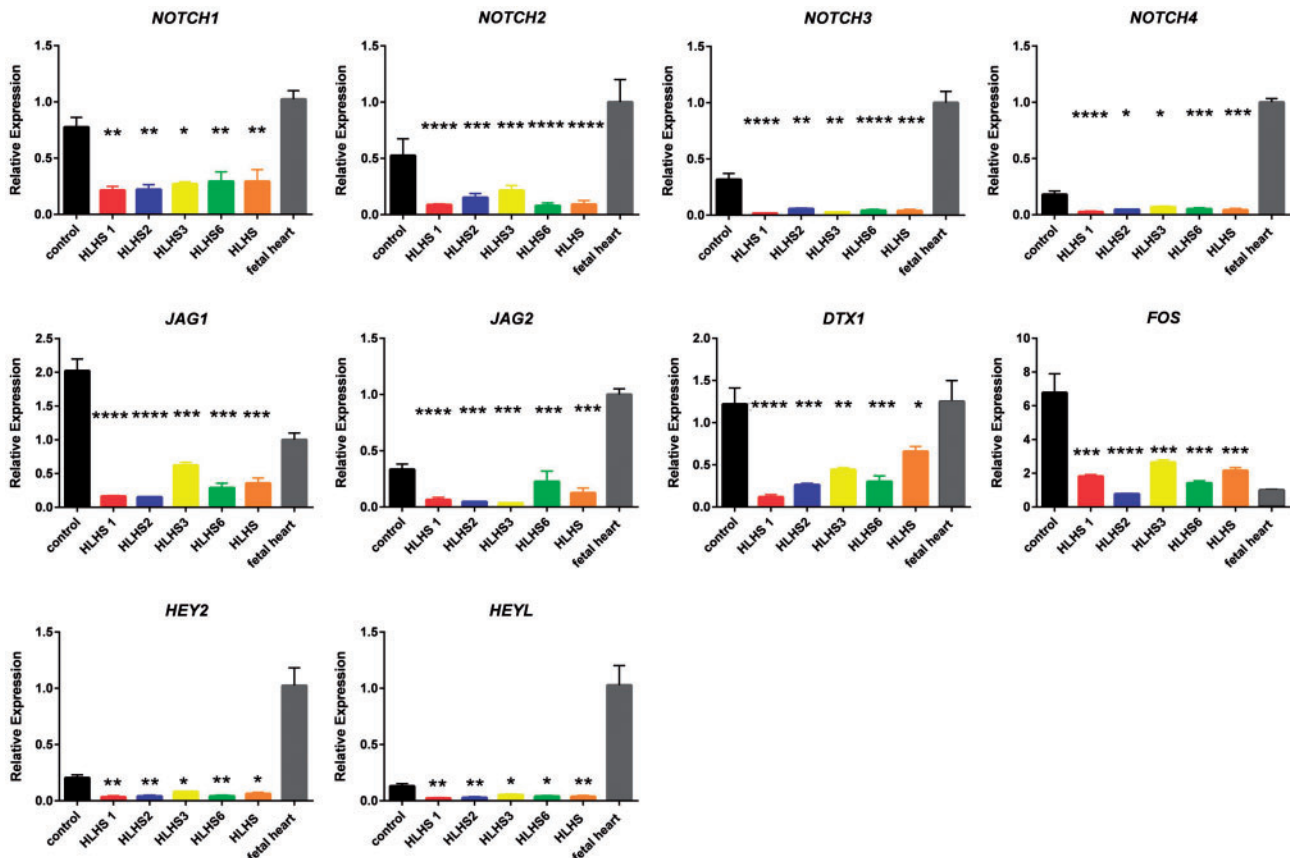 NOTCH1
NOTCH2
NOTCH3
NOTCH4
Relative Expression
1.5
1.0
0.5
0.0
** ** * ** **
control
HLHS 1
HLHS2
HLHS3
HLHS6
HLHS
fetal heart
Relative Expression
1.5
1.0
0.5
0.0
**** *** *** **** ****
control
HLHS 1
HLHS2
HLHS3
HLHS6
HLHS
fetal heart
Relative Expression
1.5
1.0
0.5
0.0
**** ** ** **** ***
control
HLHS 1
HLHS2
HLHS3
HLHS6
HLHS
fetal heart
Relative Expression
1.5
1.0
0.5
0.0
**** * * *** ***
control
HLHS 1
HLHS2
HLHS3
HLHS6
HLHS
fetal heart
JAG1
JAG2
DTX1
FOS
Relative Expression
2.5
2.0
1.5
1.0
0.5
0.0
**** **** *** *** ***
control
HLHS 1
HLHS2
HLHS3
HLHS6
HLHS
fetal heart
Relative Expression
1.5
1.0
0.5
0.0
**** *** *** *** ***
control
HLHS 1
HLHS2
HLHS3
HLHS6
HLHS
fetal heart
Relative Expression
2.0
1.5
1.0
0.5
0.0
**** *** ** *** *
control
HLHS 1
HLHS2
HLHS3
HLHS6
HLHS
fetal heart
Relative Expression
10
8
6
4
2
0
*** **** *** *** ***
control
HLHS 1
HLHS2
HLHS3
HLHS6
HLHS
fetal heart
HEY2
HEYL
Relative Expression
1.5
1.0
0.5
0.0
** ** * ** *
control
HLHS 1
HLHS2
HLHS3
HLHS6
HLHS
fetal heart
Relative Expression
1.5
1.0
0.5
0.0
** ** * * **
control
HLHS 1
HLHS2
HLHS3
HLHS6
HLHS
fetal heart